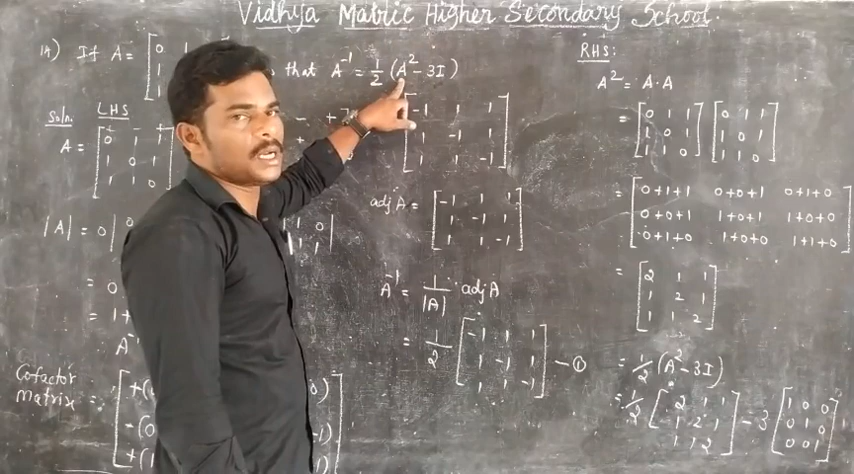 Vidhya Matric Higher Secondary School.
14) If A = [0 1
1
1 that A⁻¹ = 1/2 (A² - 3I)
Soln. LHS
A = [0 1 1
1 0 1
1 1 0]
|A| = 0 | 0 | 1 0
1 1
= 0
= 1 +
A⁻
Cofactor
matrix = [+( 0)
-(0 -1)
+(1 1)]
[-1 1 1
1 -1 1
1 1 -1]
adj A = [-1 1 1
1 -1 1
1 1 -1]
A⁻¹ = 1/|A| . adj A
= 1/2 [-1 1 1
1 -1 1
1 1 -1] - ①
RHS:
A² = A·A
= [0 1 1 [0 1 1
1 0 1 1 0 1
1 1 0] 1 1 0]
= [0+1+1 0+0+1 0+1+0
0+0+1 1+0+1 1+0+0
0+1+0 1+0+0 1+1+0]
= [2 1 1
1 2 1
1 1 2]
= 1/2 (A² - 3I)
= 1/2 [2 1 1 [1 0 0
1 2 1 - 3 0 1 0
1 1 2] 0 0 1]